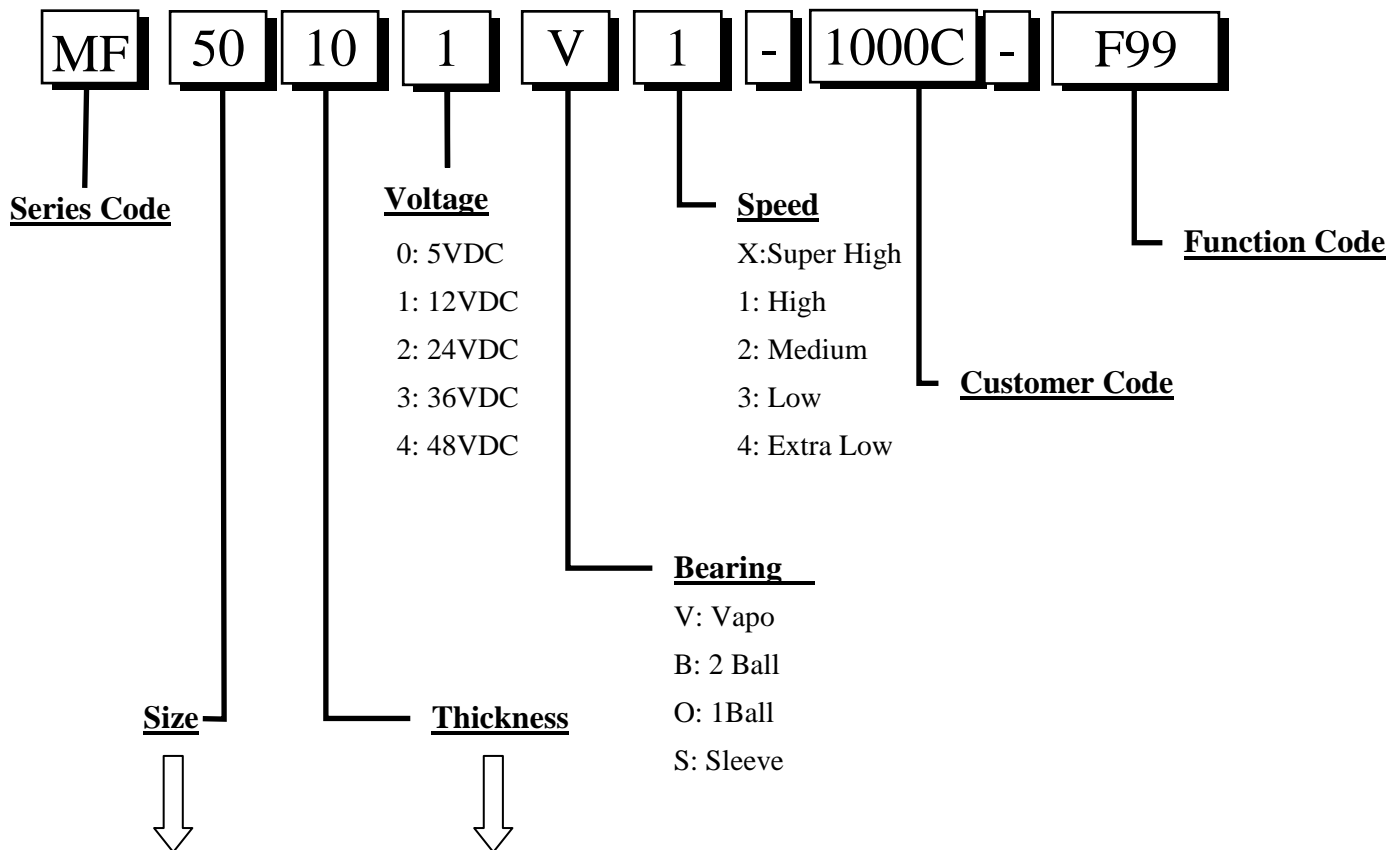 MF 50 10 1 V 1 - 1000C - F99
Series Code
Voltage
0: 5VDC
1: 12VDC
2: 24VDC
3: 36VDC
4: 48VDC
Speed
X:Super High
1: High
2: Medium
3: Low
4: Extra Low
Function Code
Customer Code
Bearing
V: Vapo
B: 2 Ball
O: 1Ball
S: Sleeve
Size
Thickness